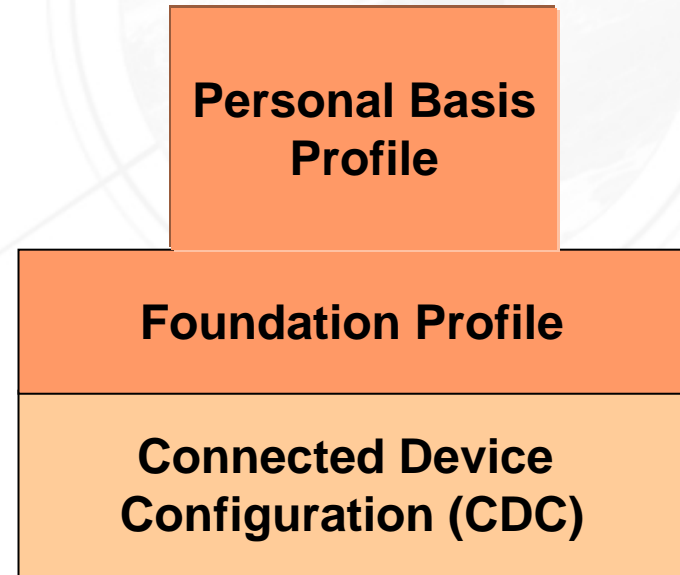 Personal Basis
Profile
Foundation Profile
Connected Device
Configuration (CDC)